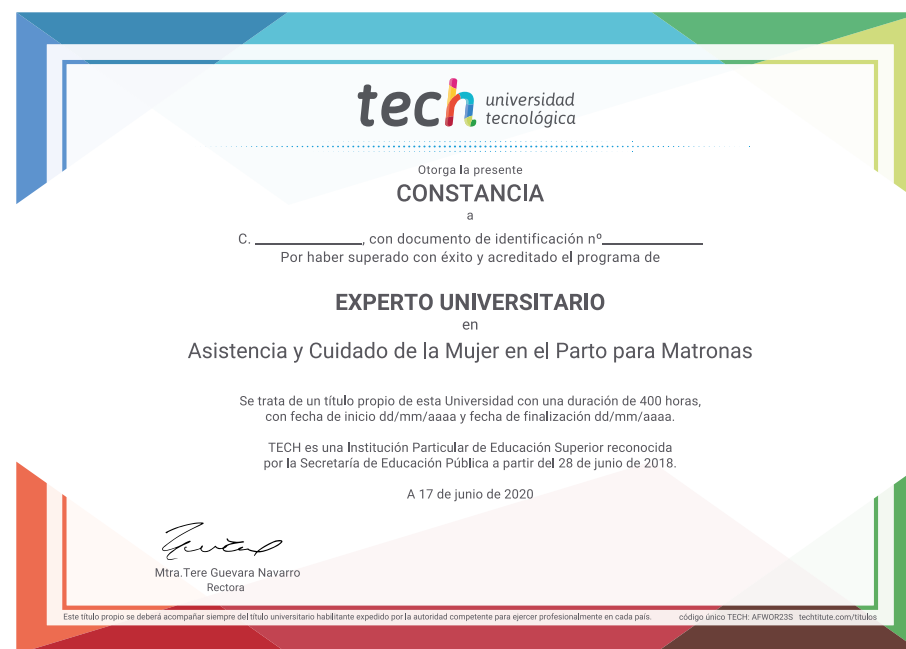 tech universidad
tecnológica
Otorga la presente
CONSTANCIA
a
C. ______________, con documento de identificación nº_____________
Por haber superado con éxito y acreditado el programa de
EXPERTO UNIVERSITARIO
en
Asistencia y Cuidado de la Mujer en el Parto para Matronas
Se trata de un título propio de esta Universidad con una duración de 400 horas,
con fecha de inicio dd/mm/aaaa y fecha de finalización dd/mm/aaaa.
TECH es una Institución Particular de Educación Superior reconocida
por la Secretaría de Educación Pública a partir del 28 de junio de 2018.
A 17 de junio de 2020
Mtra.Tere Guevara Navarro
Rectora
Este título propio se deberá acompañar siempre del título universitario habilitante expedido por la autoridad competente para ejercer profesionalmente en cada país. código único TECH: AFWOR23S techtitute.com/titulos